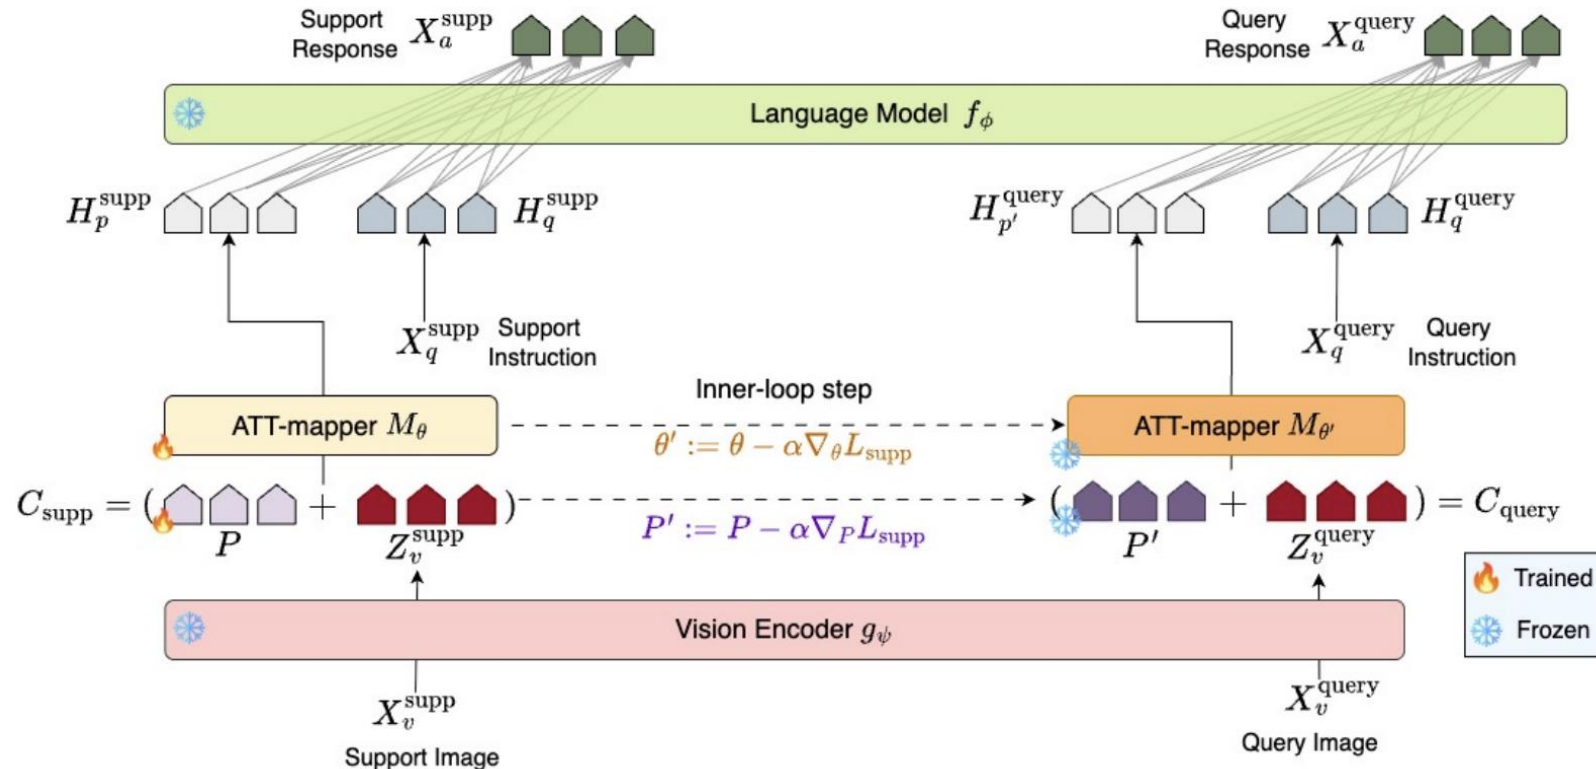 Support
Response X_a^supp
Query
Response X_a^query
Language Model f_ϕ
H_p^supp
H_q^supp
H_{p'}^query
H_q^query
X_q^supp Support
Instruction
X_q^query Query
Instruction
Inner-loop step
ATT-mapper M_θ
ATT-mapper M_{θ'}
θ' := θ − α∇_θ L_supp
C_supp = ( + )
( + ) = C_query
P' := P − α∇_P L_supp
P
Z_v^supp
P'
Z_v^query
Trained
Frozen
Vision Encoder g_ψ
X_v^supp
Support Image
X_v^query
Query Image